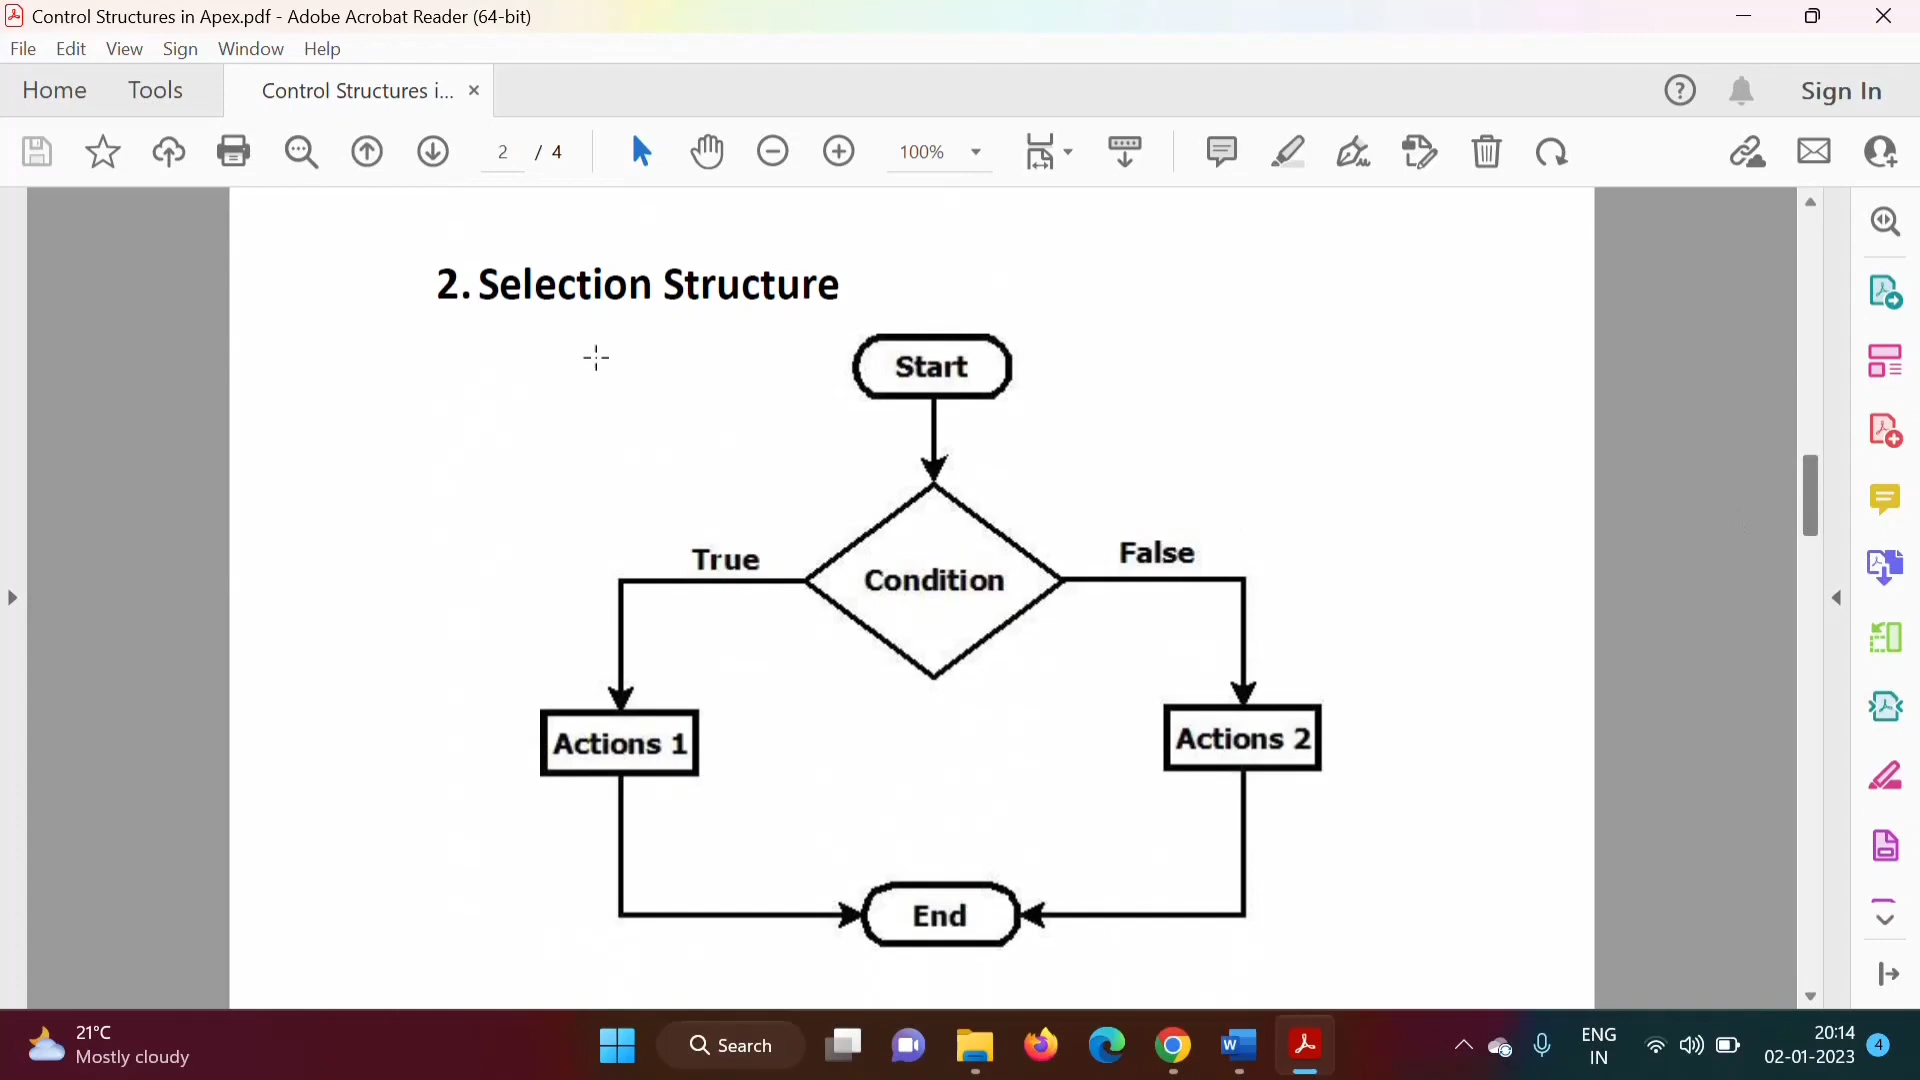 Control Structures in Apex.pdf - Adobe Acrobat Reader (64-bit)
File Edit View Sign Window Help
Home Tools Control Structures i... Sign In
2 / 4 100%
2. Selection Structure
Start
True
False
Condition
Actions 1
Actions 2
End
21°C
Mostly cloudy
Search
W
ENG
IN
20:14
02-01-2023
4